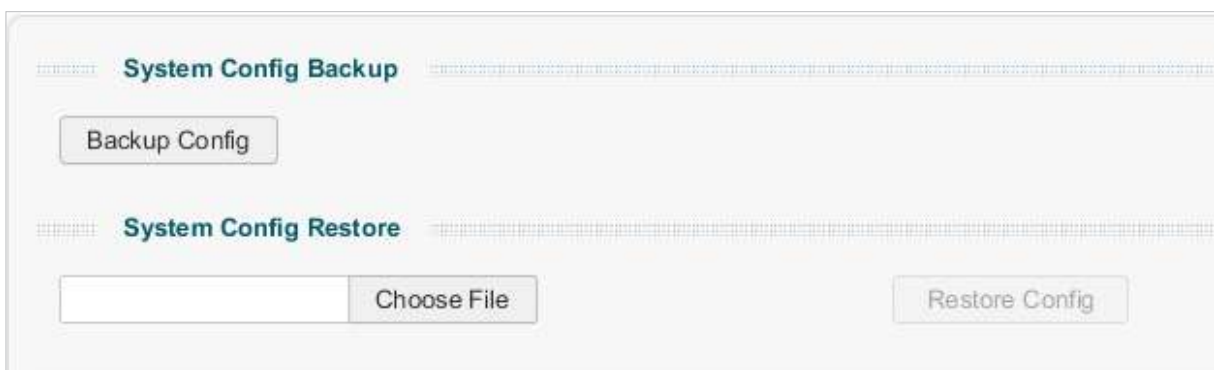 System Config Backup
Backup Config
System Config Restore
Choose File
Restore Config